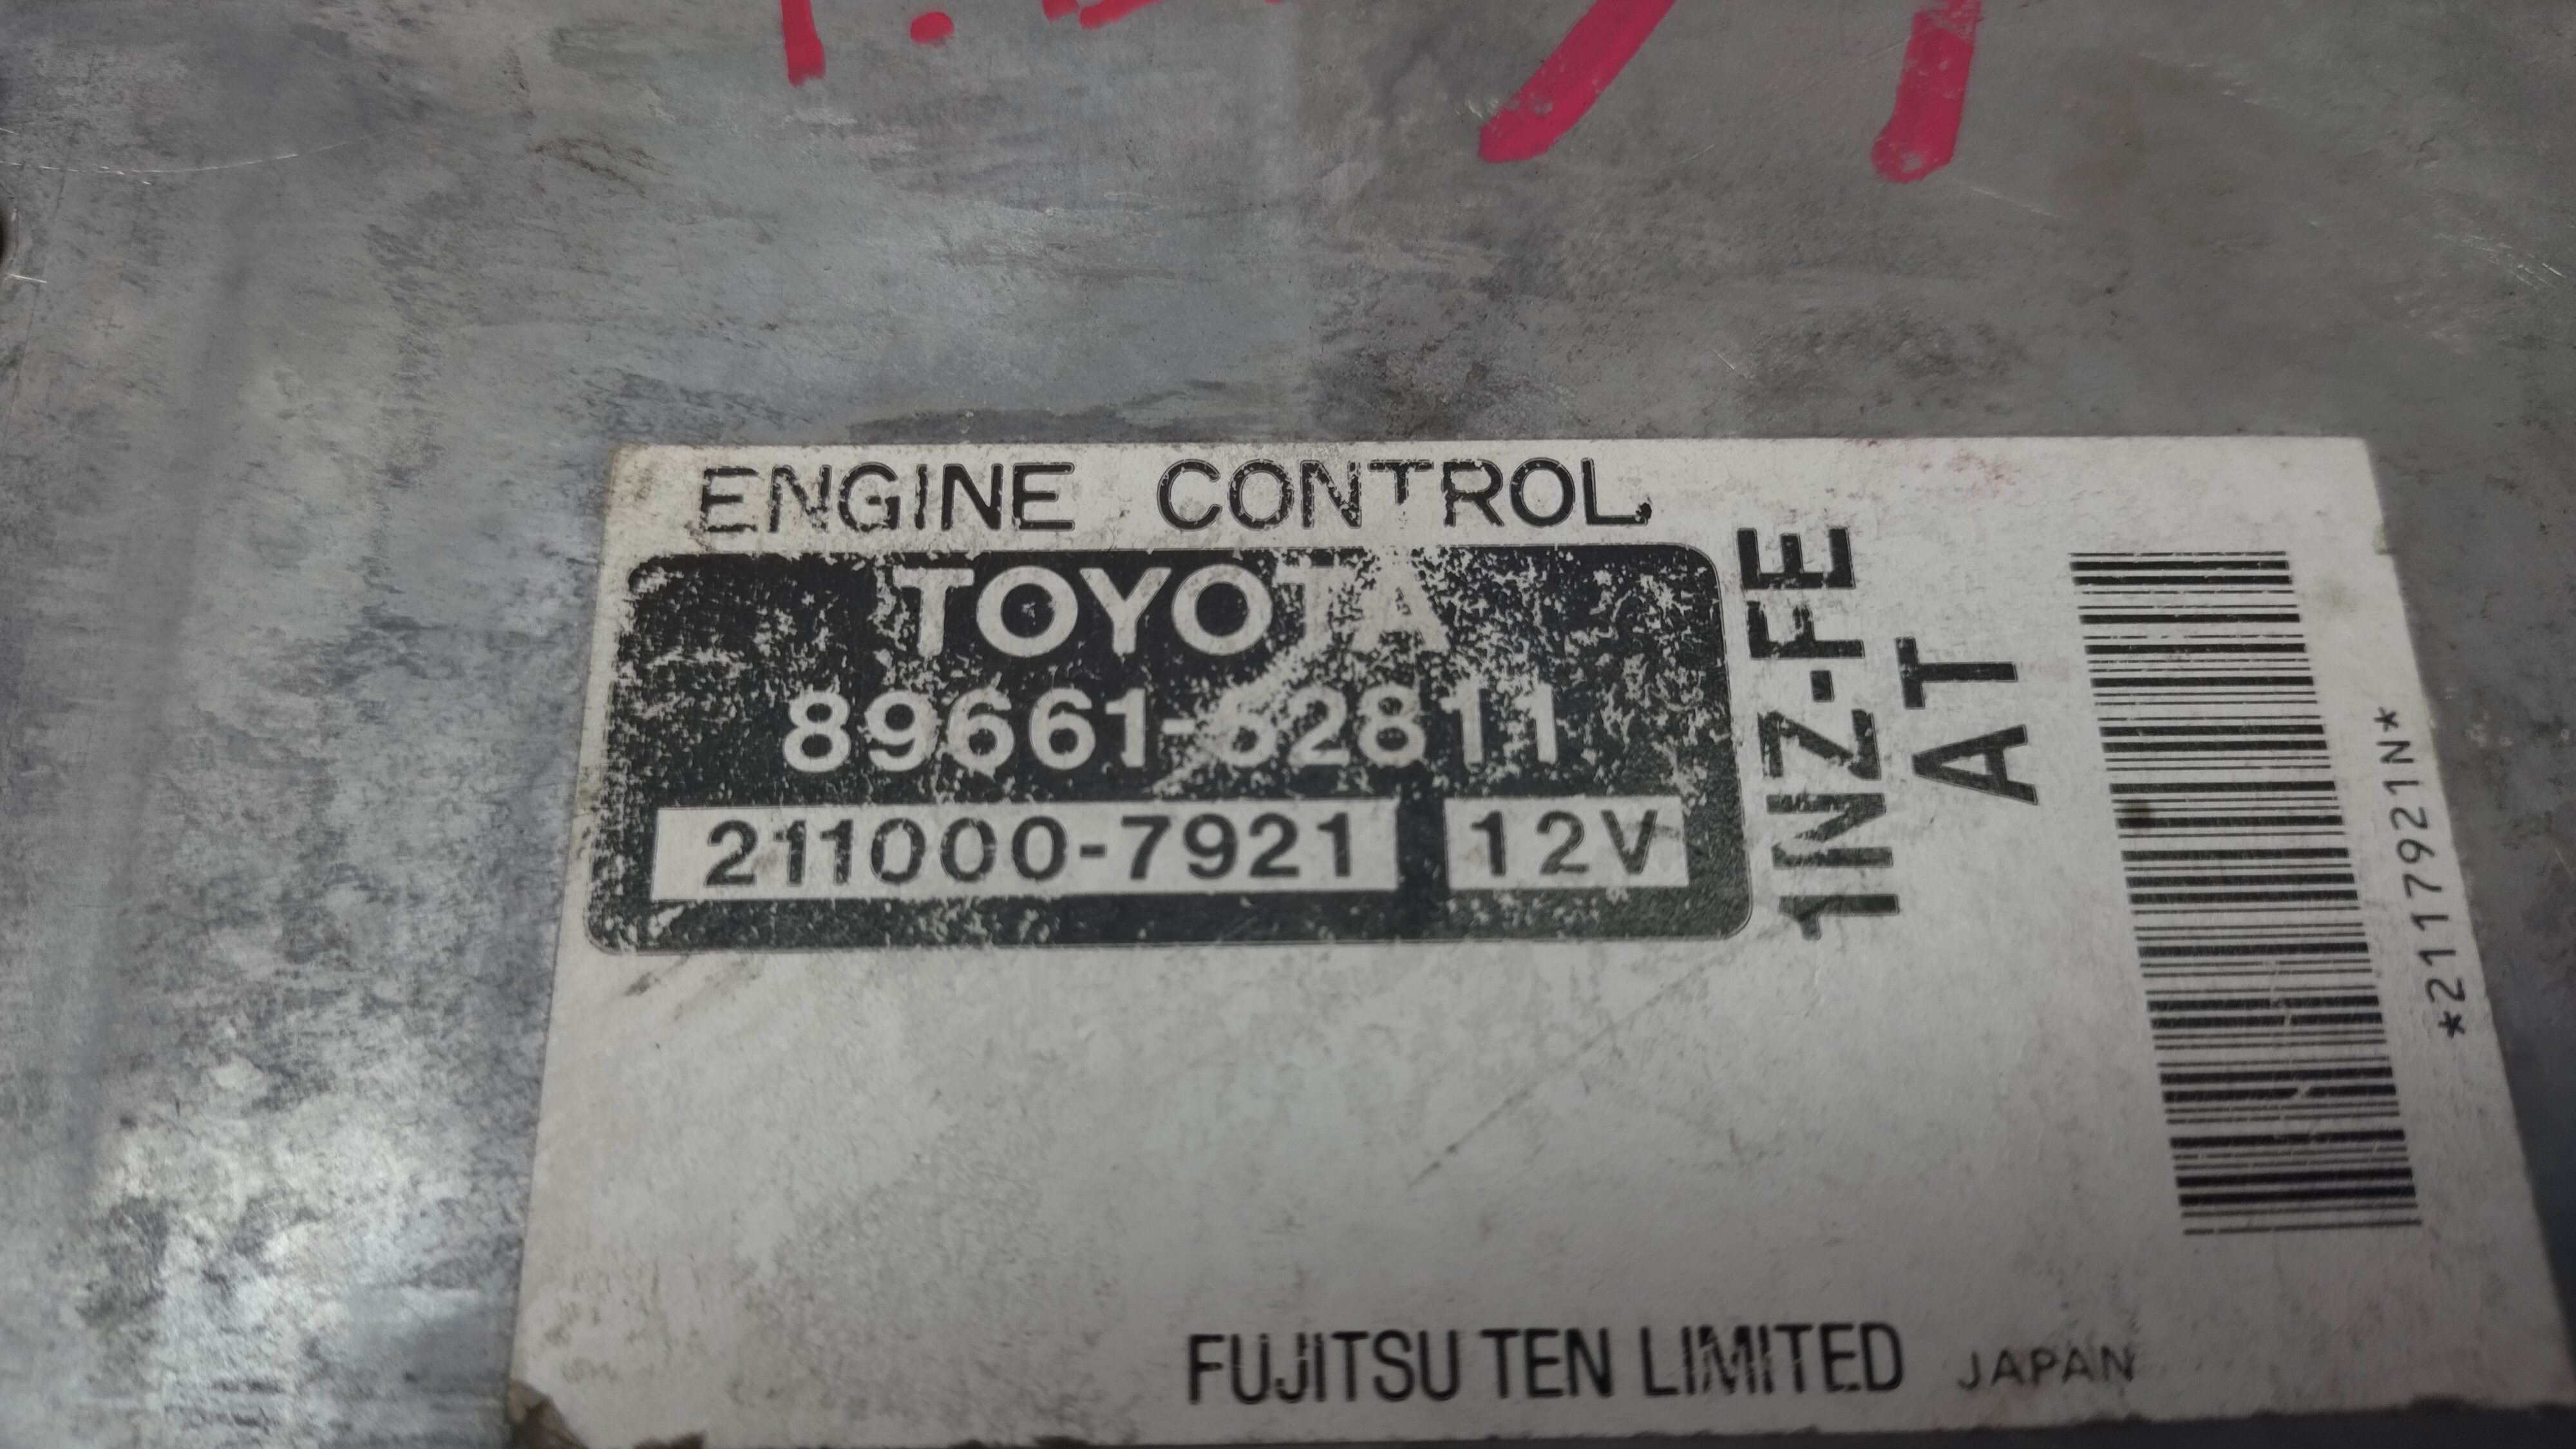 ENGINE CONTROL
TOYOTA
89661-52811
211000-7921 12V
1NZ-FE
AT
*2117921N*
FUJITSU TEN LIMITED JAPAN